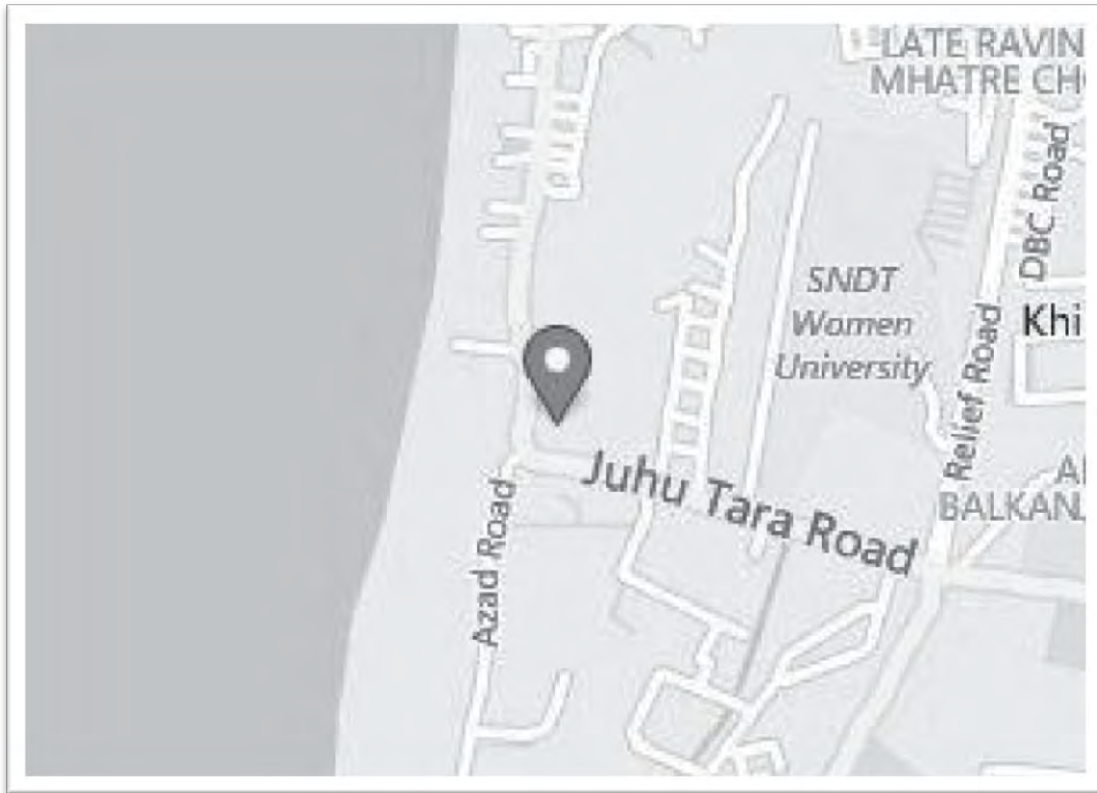 LATE RAVIN
MHATRE CH
DBC Road
SNDT
Women
University
Relief Road
Khi
Juhu Tara Road
BALKAN
Azad Road